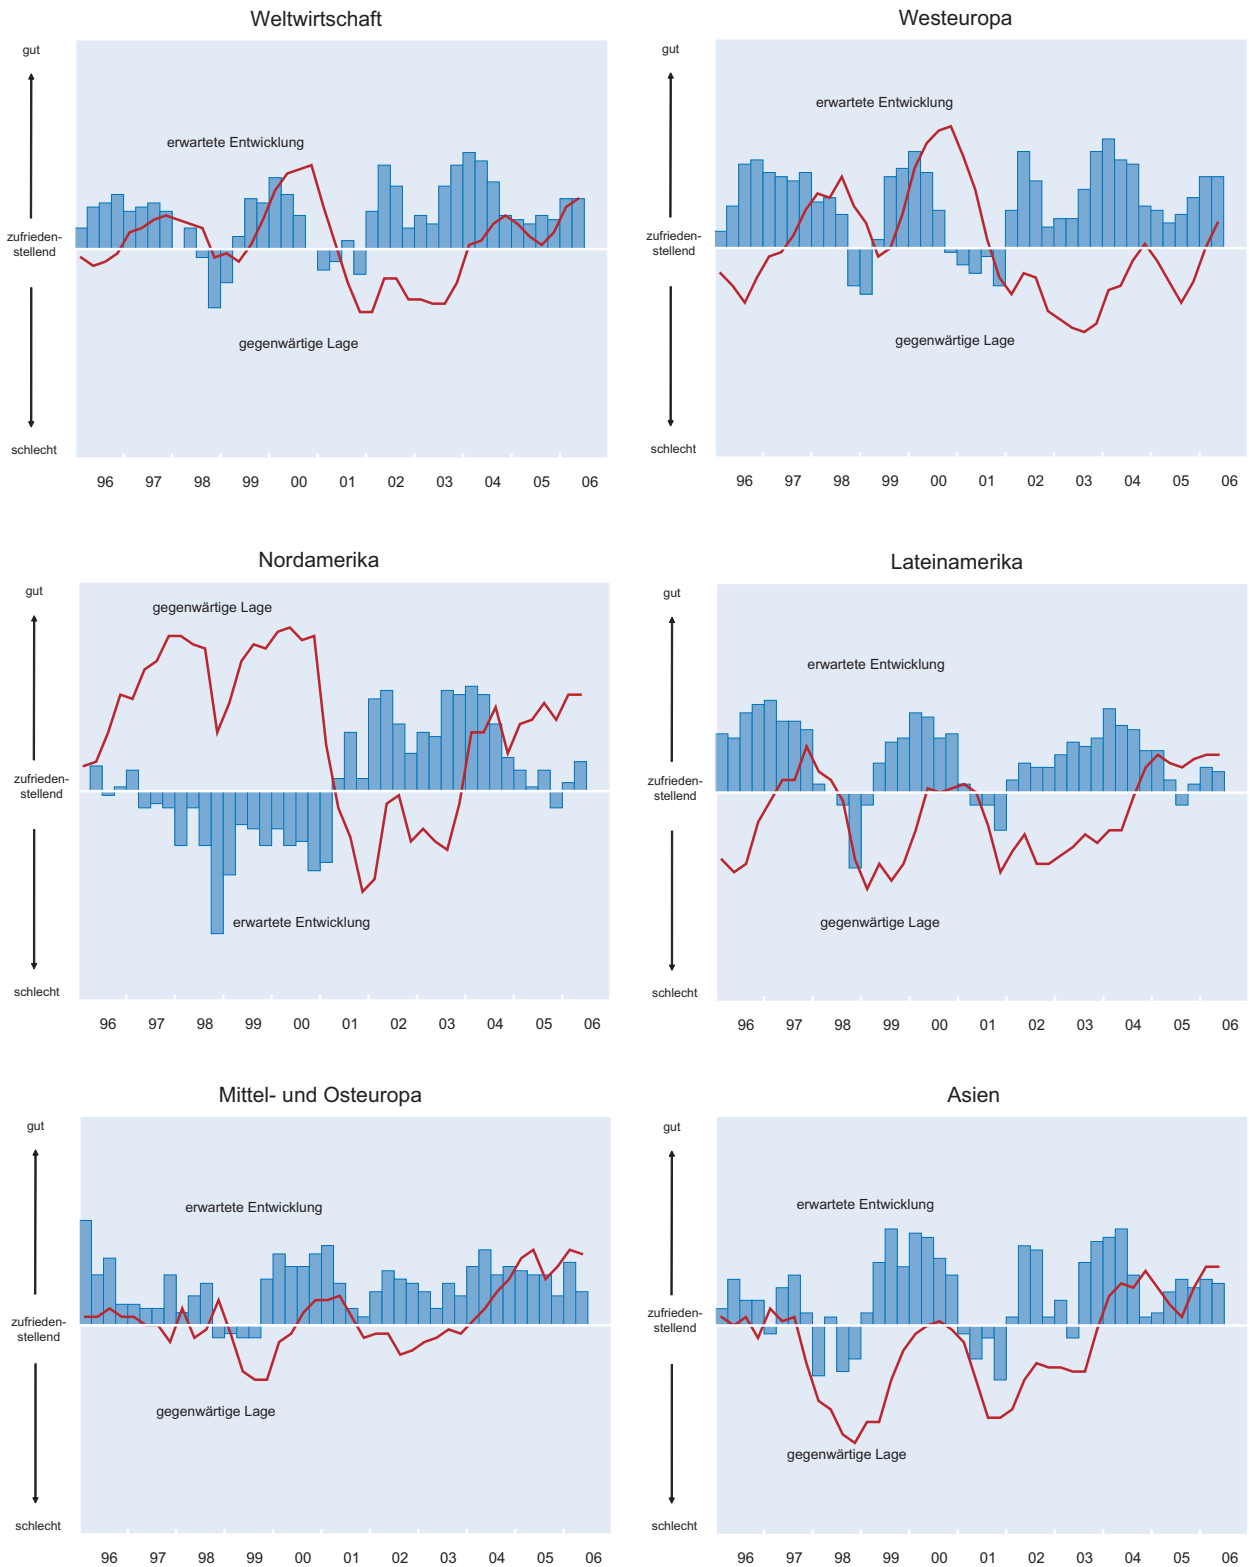 Weltwirtschaft
gut
erwartete Entwicklung
zufrieden-
stellend
gegenwärtige Lage
schlecht
96 97 98 99 00 01 02 03 04 05 06
Westeuropa
gut
erwartete Entwicklung
zufrieden-
stellend
gegenwärtige Lage
schlecht
96 97 98 99 00 01 02 03 04 05 06
Nordamerika
gut
gegenwärtige Lage
zufrieden-
stellend
erwartete Entwicklung
schlecht
96 97 98 99 00 01 02 03 04 05 06
Lateinamerika
gut
erwartete Entwicklung
zufrieden-
stellend
gegenwärtige Lage
schlecht
96 97 98 99 00 01 02 03 04 05 06
Mittel- und Osteuropa
gut
erwartete Entwicklung
zufrieden-
stellend
gegenwärtige Lage
schlecht
96 97 98 99 00 01 02 03 04 05 06
Asien
gut
erwartete Entwicklung
zufrieden-
stellend
gegenwärtige Lage
schlecht
96 97 98 99 00 01 02 03 04 05 06